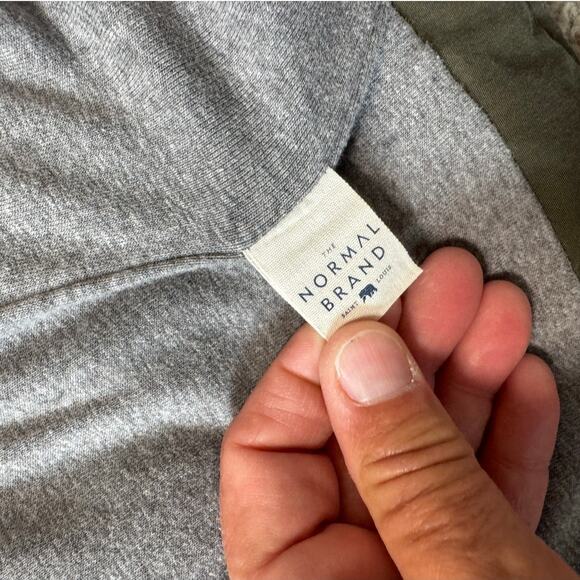 THE
NORMAL
BRAND
SAINT LOUIS